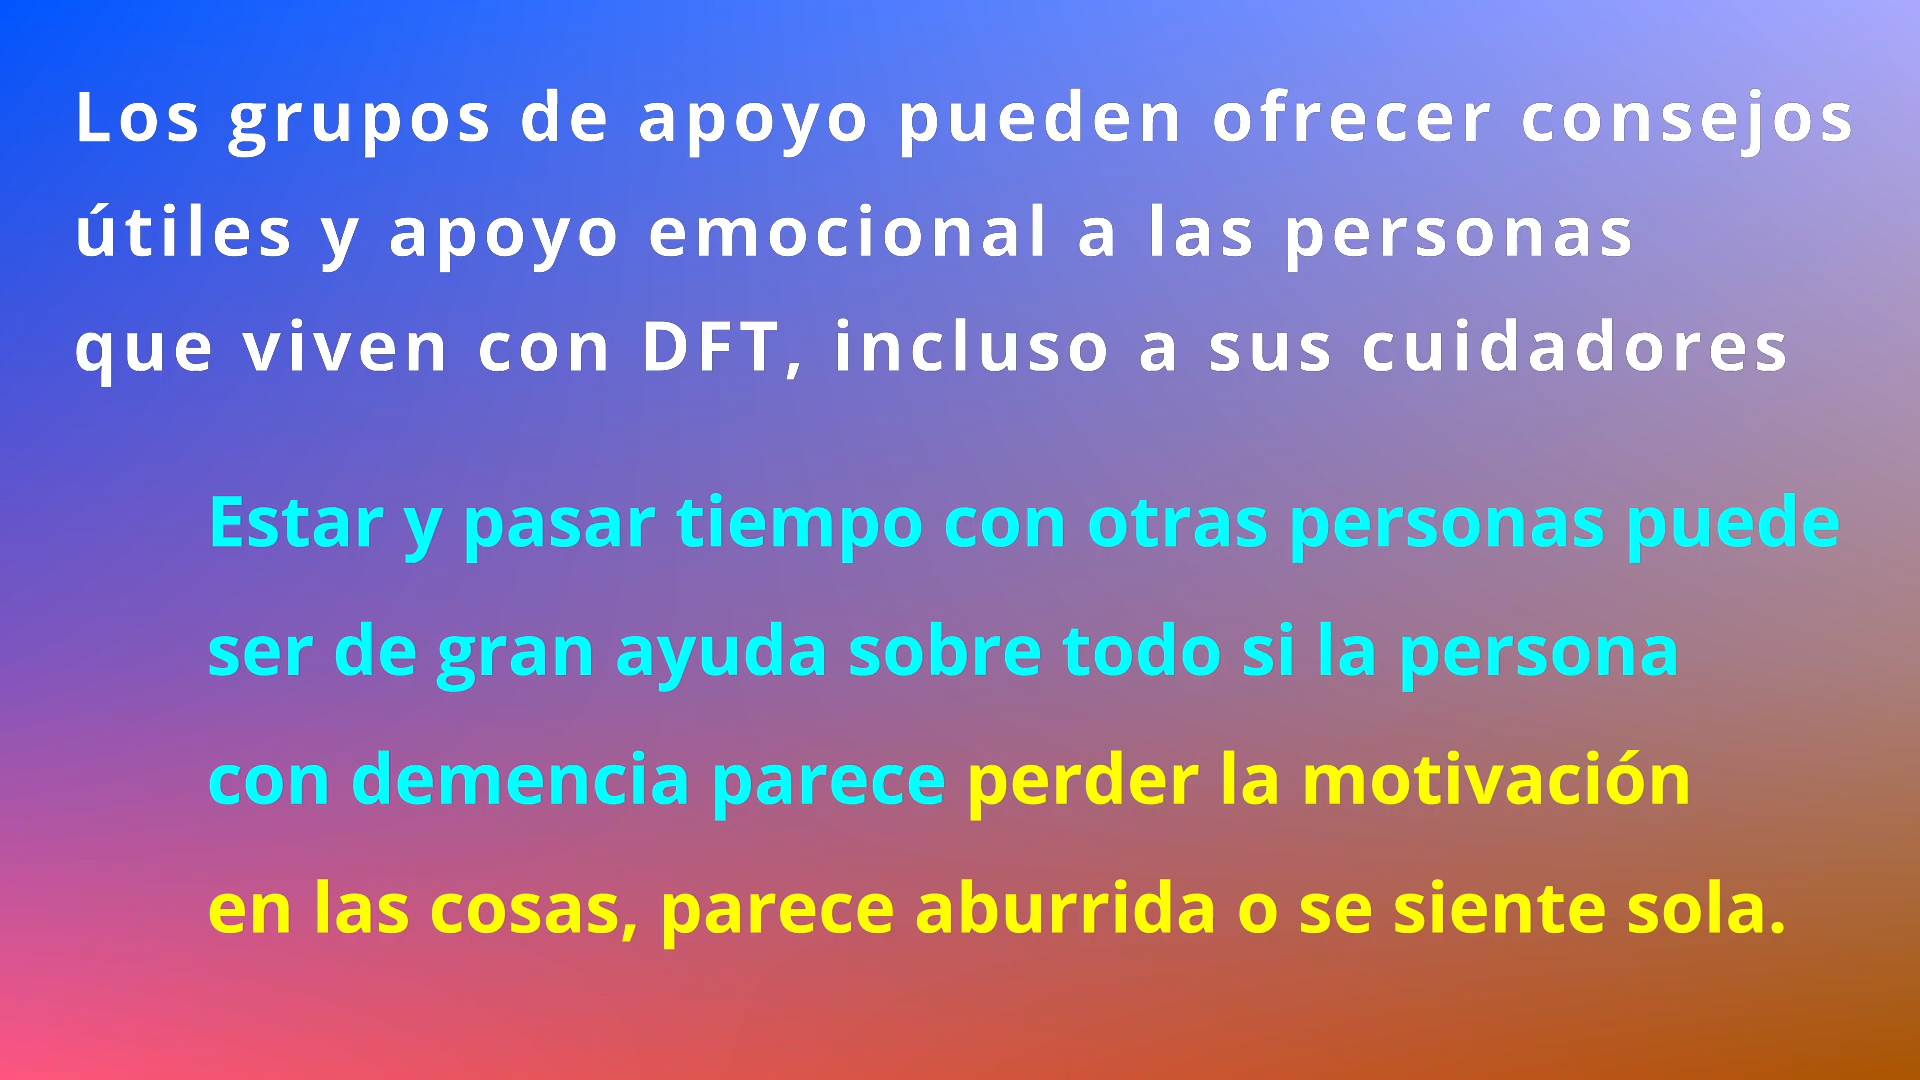 Los grupos de apoyo pueden ofrecer consejos
útiles y apoyo emocional a las personas
que viven con DFT, incluso a sus cuidadores
Estar y pasar tiempo con otras personas puede
ser de gran ayuda sobre todo si la persona
con demencia parece perder la motivación
en las cosas, parece aburrida o se siente sola.